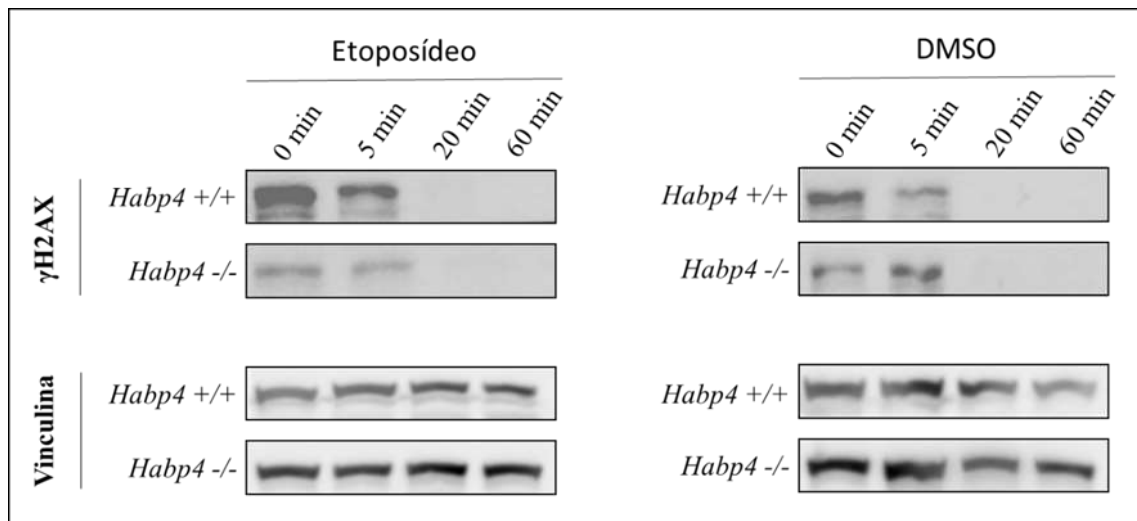 Etoposídeo
DMSO
0 min 5 min 20 min 60 min
0 min 5 min 20 min 60 min
γH2AX
Habp4 +/+
Habp4 +/+
Habp4 -/-
Habp4 -/-
Vinculina
Habp4 +/+
Habp4 +/+
Habp4 -/-
Habp4 -/-